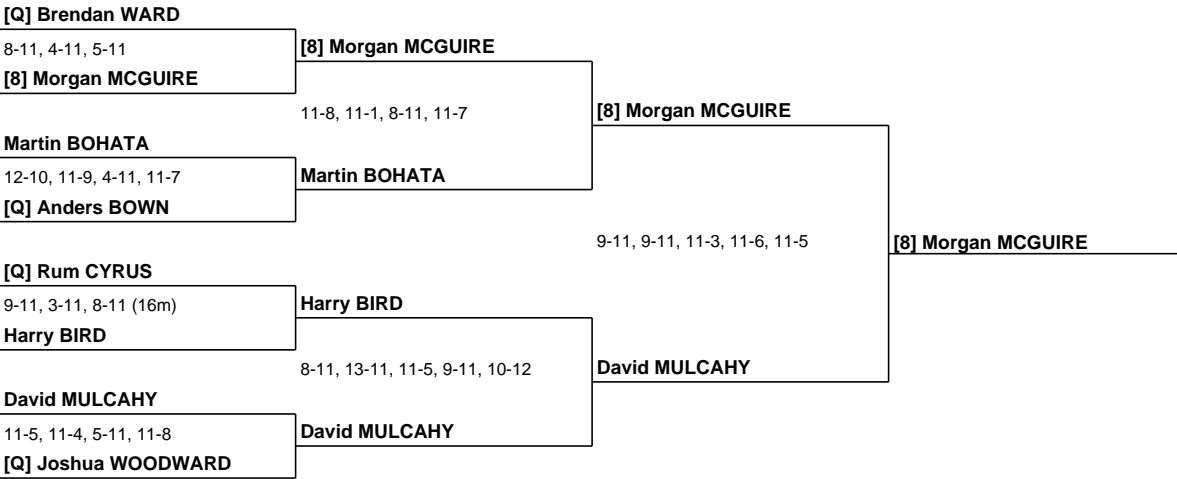 [Q] Brendan WARD
8-11, 4-11, 5-11
[8] Morgan MCGUIRE
[8] Morgan MCGUIRE
11-8, 11-1, 8-11, 11-7
[8] Morgan MCGUIRE
Martin BOHATA
12-10, 11-9, 4-11, 11-7
Martin BOHATA
[Q] Anders BOWN
9-11, 9-11, 11-3, 11-6, 11-5
[8] Morgan MCGUIRE
[Q] Rum CYRUS
9-11, 3-11, 8-11 (16m)
Harry BIRD
Harry BIRD
8-11, 13-11, 11-5, 9-11, 10-12
David MULCAHY
David MULCAHY
11-5, 11-4, 5-11, 11-8
David MULCAHY
[Q] Joshua WOODWARD